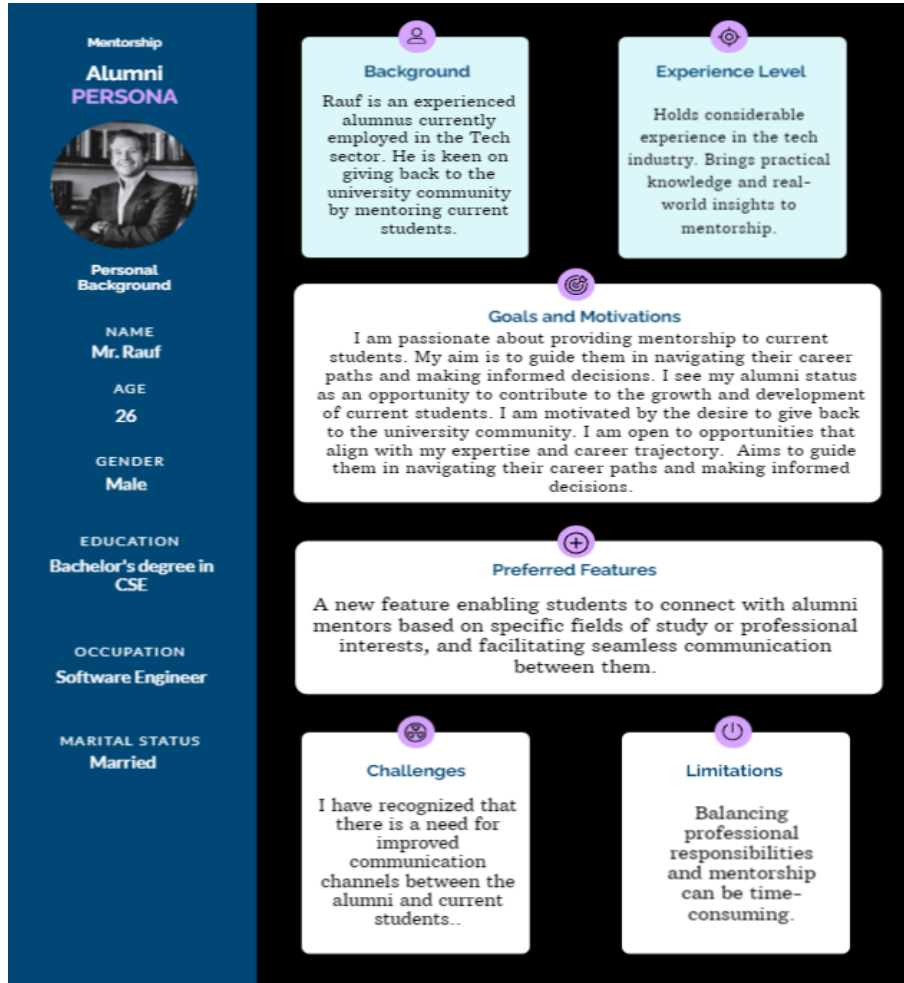 Mentorship
Alumni
PERSONA
Personal
Background
NAME
Mr. Rauf
AGE
26
GENDER
Male
EDUCATION
Bachelor's degree in
CSE
OCCUPATION
Software Engineer
MARITAL STATUS
Married
Background
Rauf is an experienced
alumnus currently
employed in the Tech
sector. He is keen on
giving back to the
university community
by mentoring current
students.
Experience Level
Holds considerable
experience in the tech
industry. Brings practical
knowledge and real-
world insights to
mentorship.
Goals and Motivations
I am passionate about providing mentorship to current
students. My aim is to guide them in navigating their career
paths and making informed decisions. I see my alumni status
as an opportunity to contribute to the growth and development
of current students. I am motivated by the desire to give back
to the university community. I am open to opportunities that
align with my expertise and career trajectory.  Aims to guide
them in navigating their career paths and making informed
decisions.
Preferred Features
A new feature enabling students to connect with alumni
mentors based on specific fields of study or professional
interests, and facilitating seamless communication
between them.
Challenges
I have recognized that
there is a need for
improved
communication
channels between the
alumni and current
students..
Limitations
Balancing
professional
responsibilities
and mentorship
can be time-
consuming.